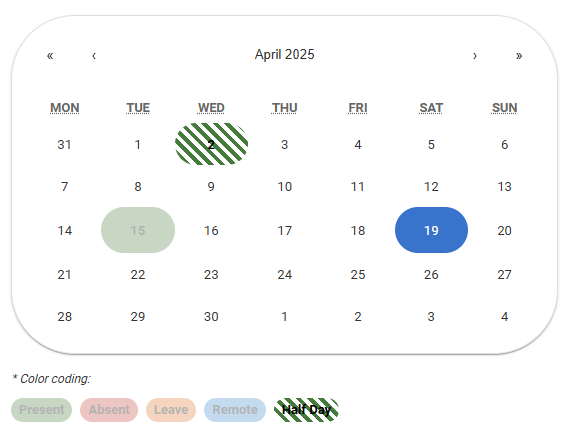 « ‹ April 2025 › »
MON TUE WED THU FRI SAT SUN
31 1 2 3 4 5 6
7 8 9 10 11 12 13
14 15 16 17 18 19 20
21 22 23 24 25 26 27
28 29 30 1 2 3 4
* Color coding:
Present Absent Leave Remote Half Day